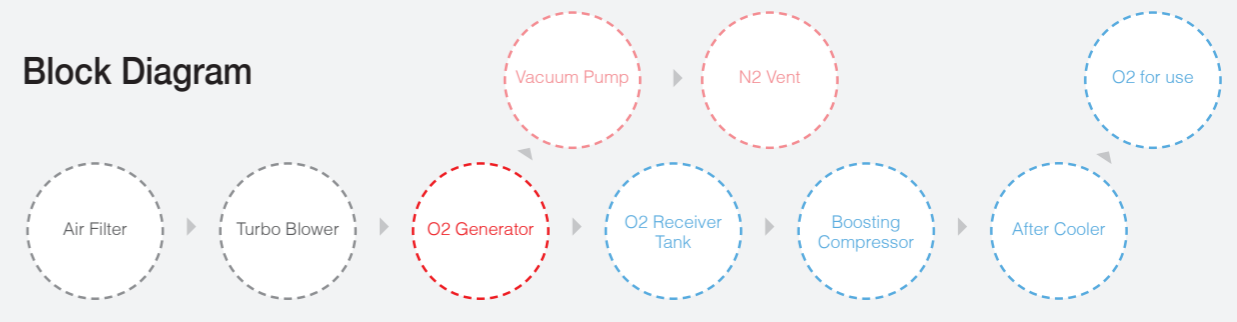 Block Diagram
Vacuum Pump
N2 Vent
O2 for use
Air Filter
Turbo Blower
O2 Generator
O2 Receiver
Tank
Boosting
Compressor
After Cooler